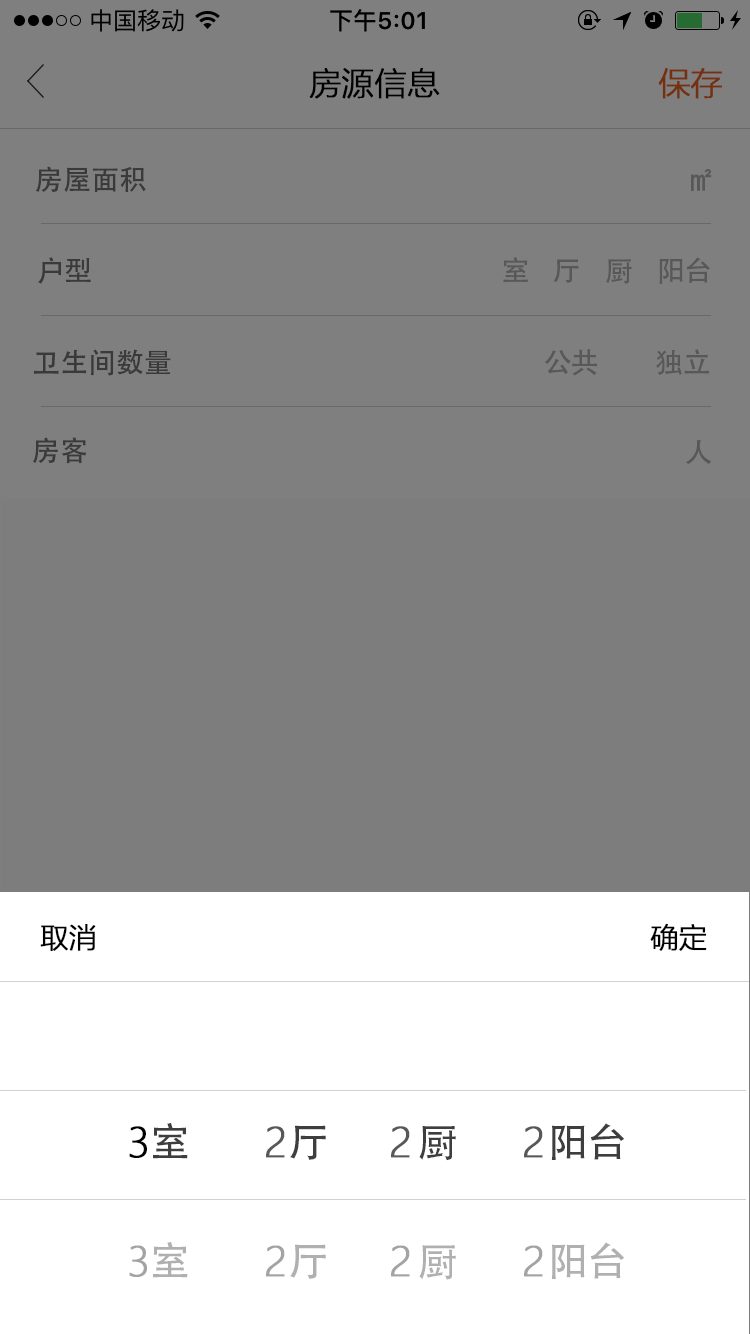 中国移动 下午5:01
房源信息 保存
房屋面积 ㎡
户型 室 厅 厨 阳台
卫生间数量 公共 独立
房客 人
取消 确定
3室 2厅 2厨 2阳台
3室 2厅 2厨 2阳台